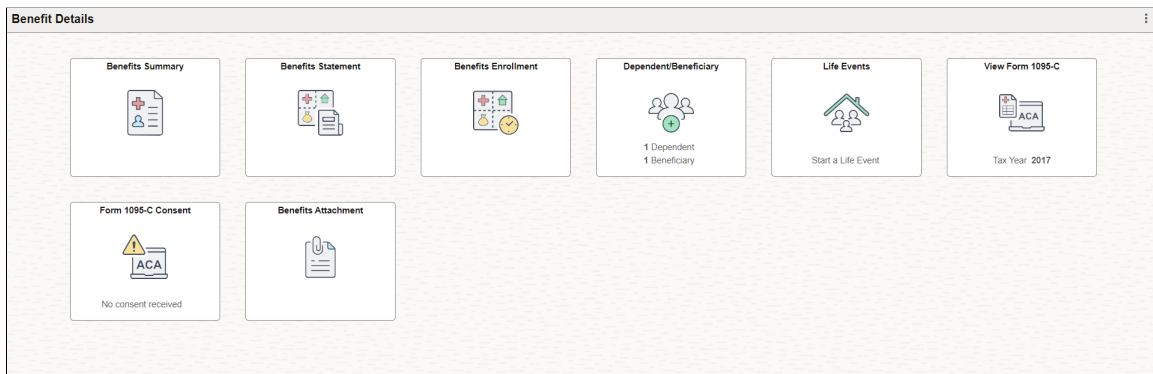 Benefit Details
Benefits Summary
Benefits Statement
Benefits Enrollment
Dependent/Beneficiary
1 Dependent
1 Beneficiary
Life Events
Start a Life Event
View Form 1095-C
ACA
Tax Year 2017
Form 1095-C Consent
ACA
No consent received
Benefits Attachment